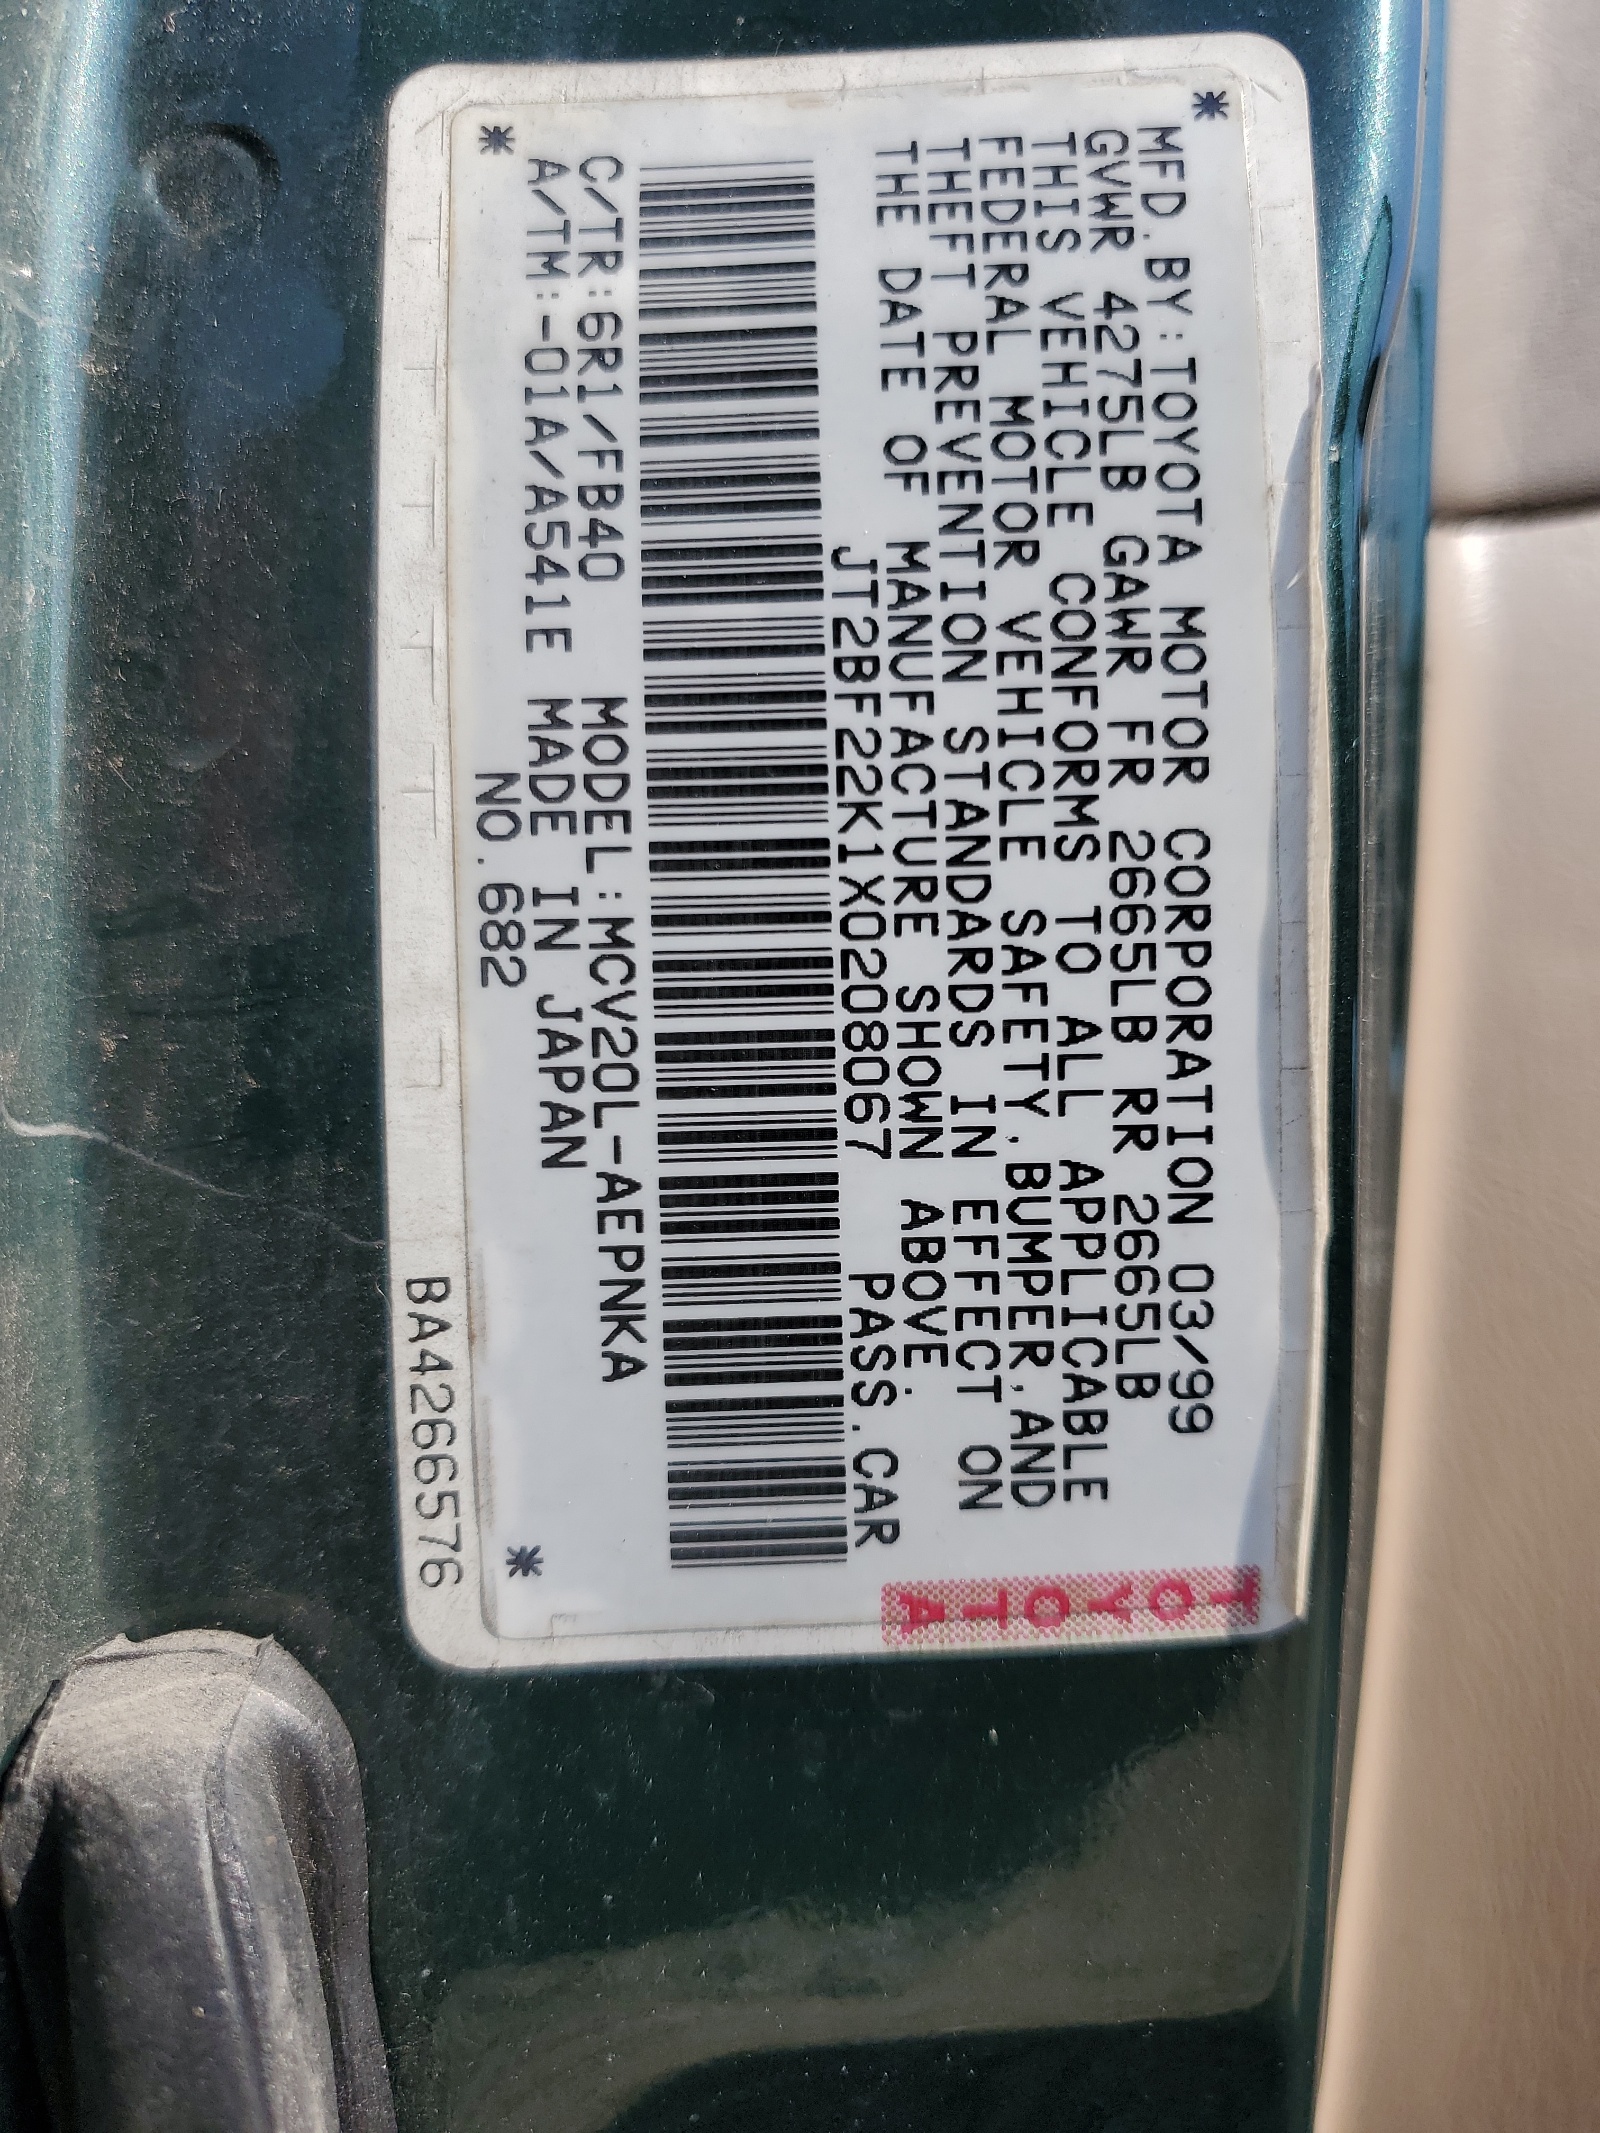 MFD.BY:TOYOTA MOTOR CORPORATION 03/99
GVWR 4275LB GAWR FR 2665LB RR 2665LB
THIS VEHICLE CONFORMS TO ALL APPLICABLE
FEDERAL MOTOR VEHICLE SAFETY,BUMPER,AND
THEFT PREVENTION STANDARDS IN EFFECT ON
THE DATE OF MANUFACTURE SHOWN ABOVE.
JT2BF22K1X0208067 PASS.CAR
C/TR:6R1/FB40 MODEL:MCV20L-AEPNKA
A/TM:-01A/A541E MADE IN JAPAN
NO.682
BA4266576
TOYOTA